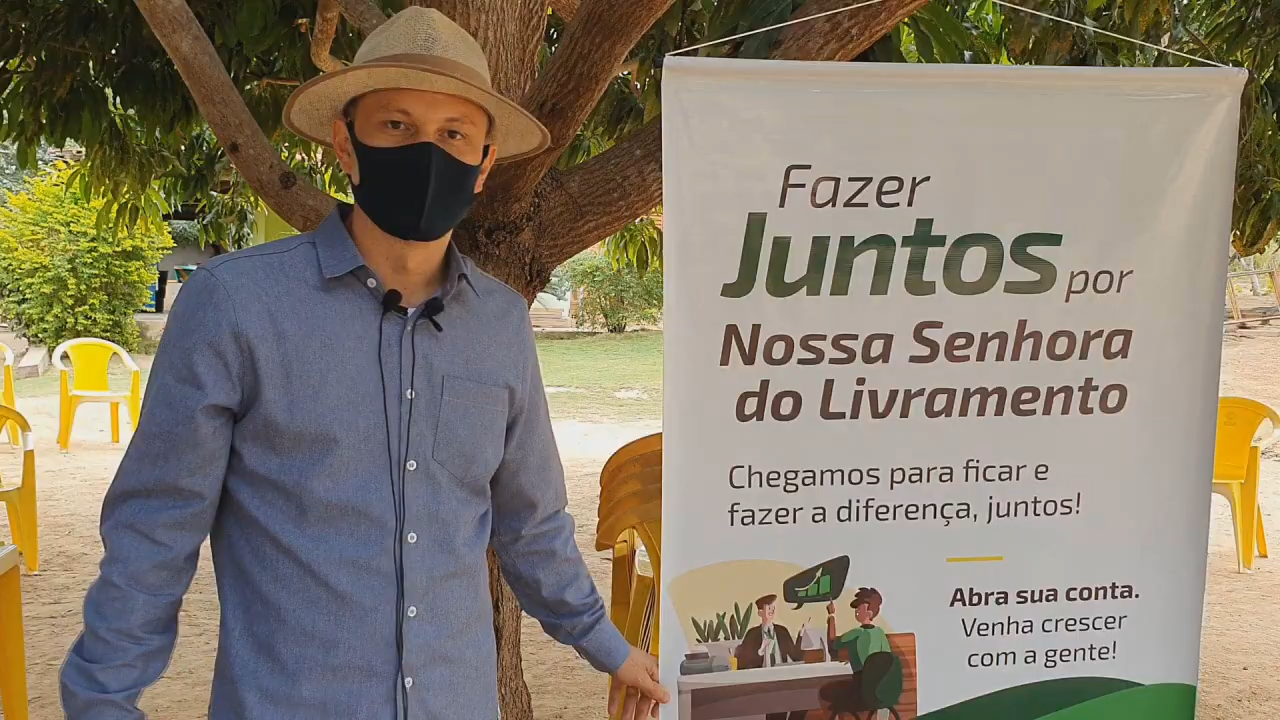 Fazer
Juntos por
Nossa Senhora
do Livramento
Chegamos para ficar e
fazer a diferença, juntos!
Abra sua conta.
Venha crescer
com a gente!